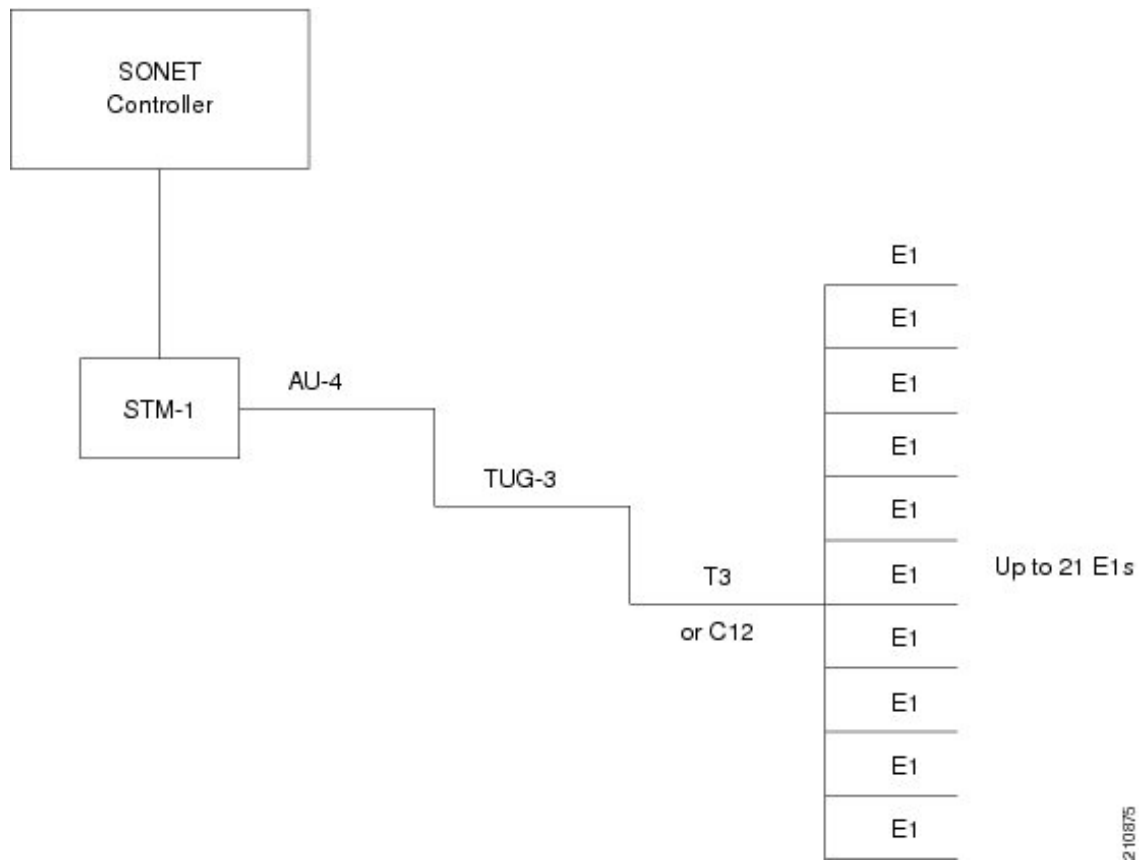 SONET
Controller
STM-1
AU-4
TUG-3
T3
or C12
E1
E1
E1
E1
E1
E1
E1
E1
E1
E1
Up to 21 E1s
210875